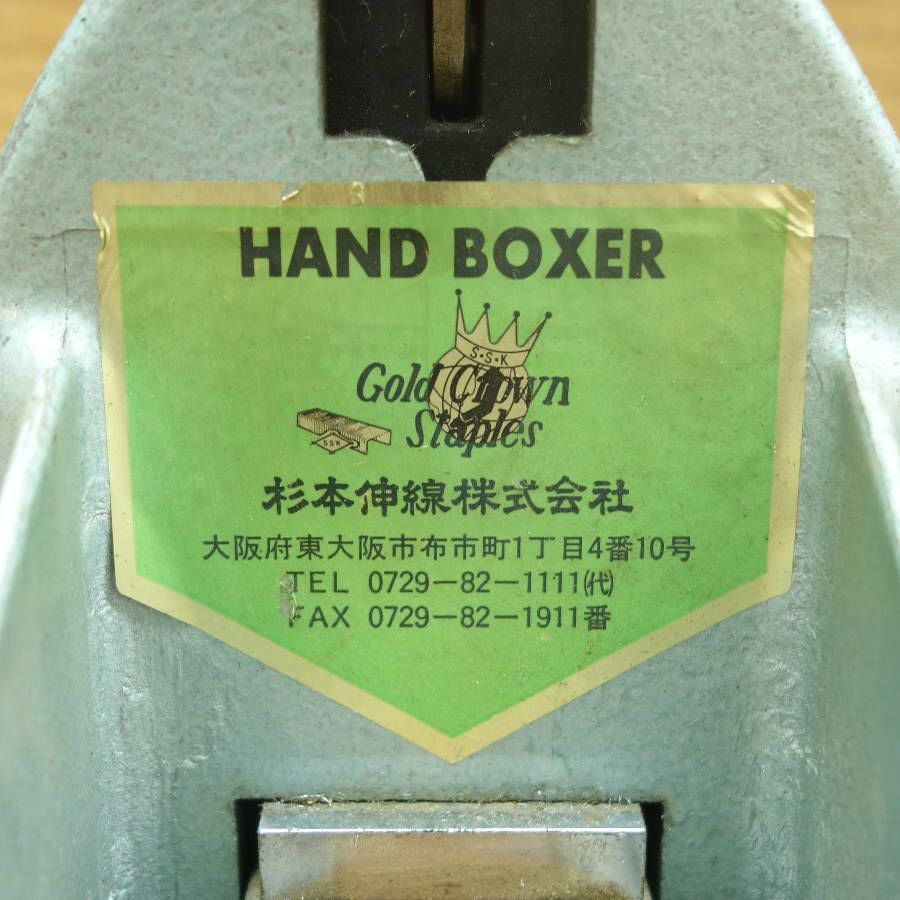 HAND BOXER
S・S・K
Gold Crown
Staples
SSK
杉本伸線株式会社
大阪府東大阪市布市町1丁目4番10号
TEL 0729−82−1111(代)
FAX 0729−82−1911番